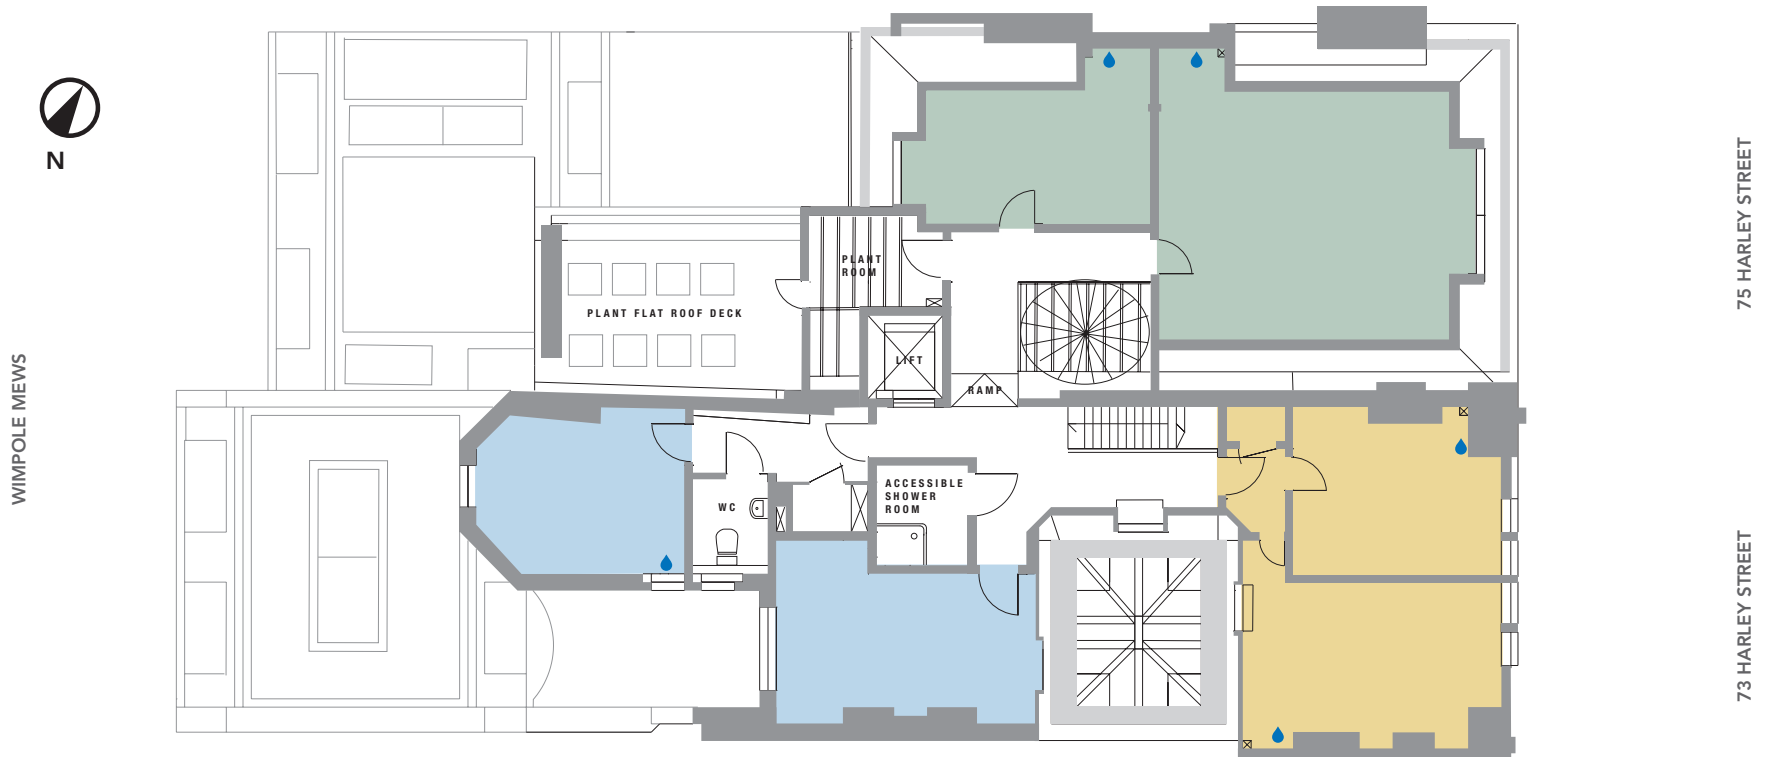 N
WIMPOLE MEWS
PLANT
ROOM
PLANT FLAT ROOF DECK
LIFT
RAMP
ACCESSIBLE
SHOWER
ROOM
WC
75 HARLEY STREET
73 HARLEY STREET